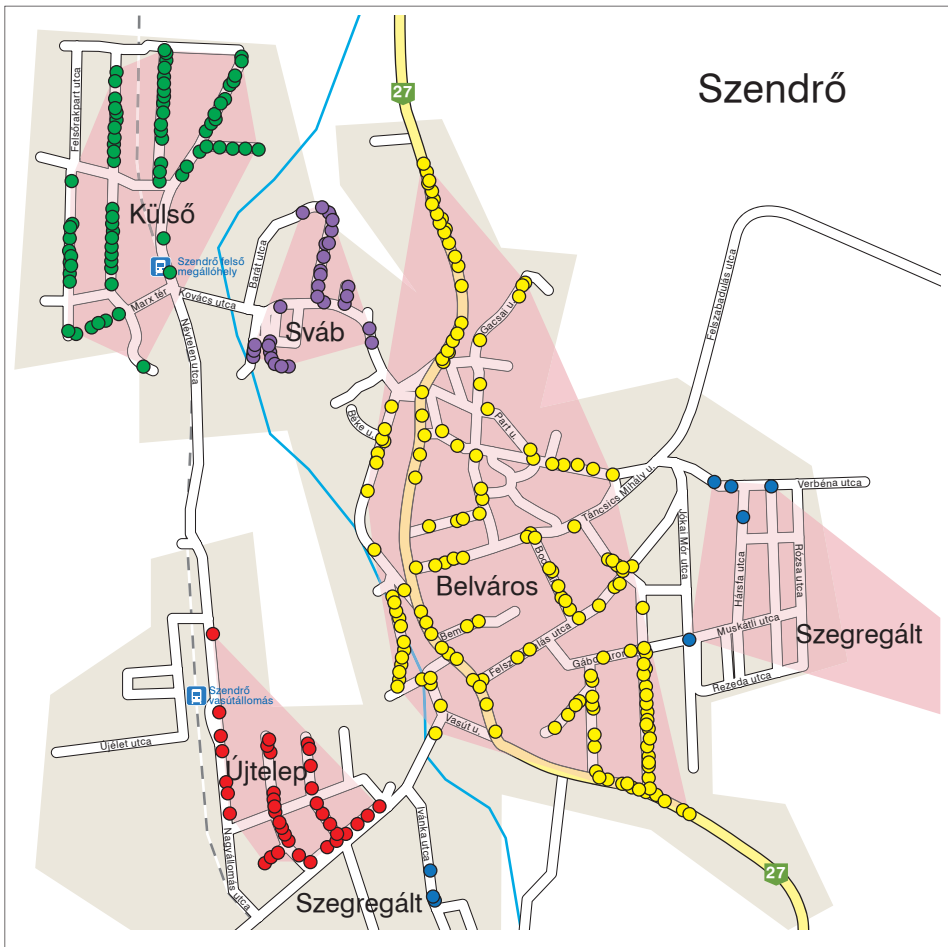 Szendrő
27
Felsőrakpart utca
Külső
Szendrő felső
megállóhely
Barát utca
Marx tér
Kovács utca
Sváb
Névtelen utca
Gacsai u.
Felszabadulás utca
Béke u.
Part u.
Táncsics Mihály u.
Verbéna utca
Jókai Mór utca
Hársfa utca
Rózsa utca
Belváros
Muskátli utca
Szegregált
Rezeda utca
Vasút u.
Szendrő
vasútállomás
Újélet utca
Újtelep
Nagyállomás utca
Ivánka utca
Szegregált
27